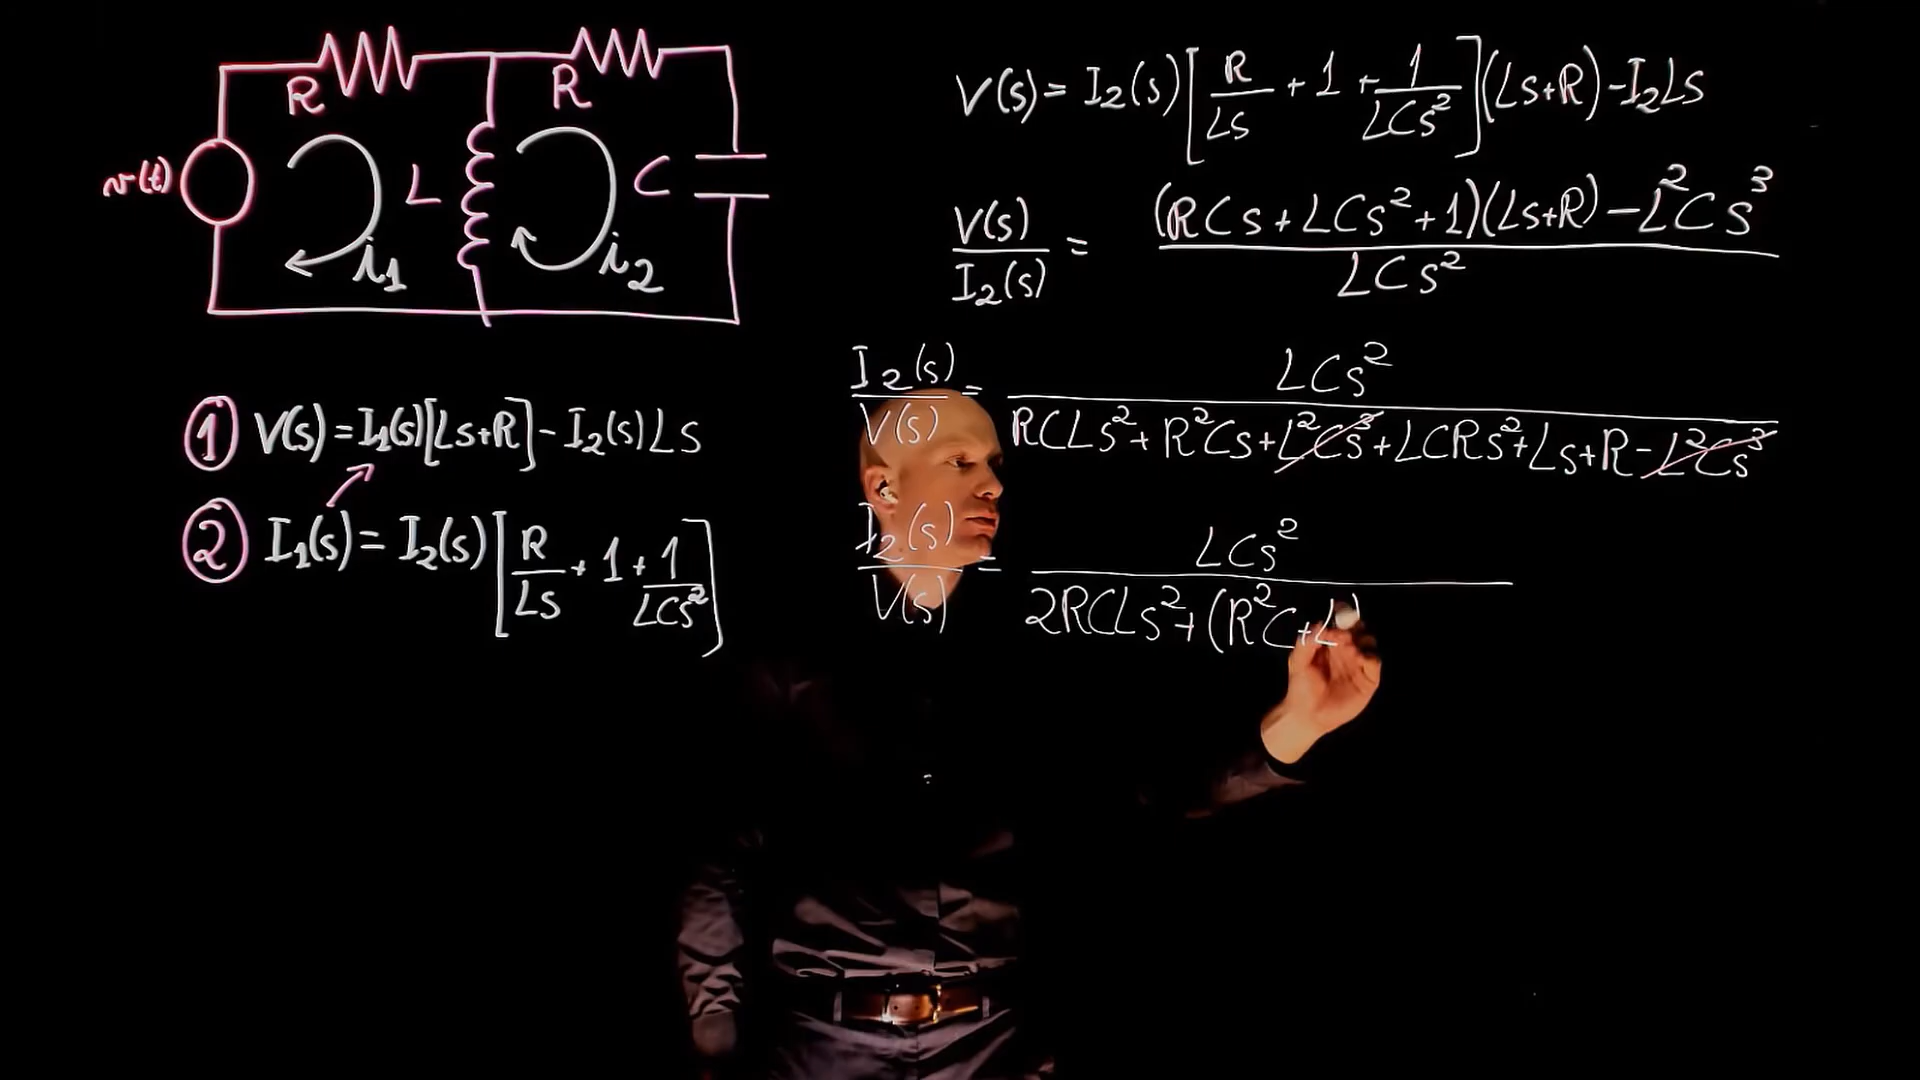 R
R
v(t)
L
C
i₁
i₂
① V(s) = I₁(s)[Ls+R] - I₂(s)Ls
② I₁(s) = I₂(s)[R/Ls + 1 + 1/LCs²]
V(s) = I₂(s)[R/Ls + 1 + 1/LCs²](Ls+R) - I₂Ls
V(s)/I₂(s) = (RCs + LCs² + 1)(Ls+R) - L²Cs³ / LCs²
I₂(s)/V(s) = LCs² / RCLs² + R²Cs + L²Cs³ + LCRs² + Ls + R - L²Cs³
I₂(s)/V(s) = LCs² / 2RCLs² + (R²C+L)